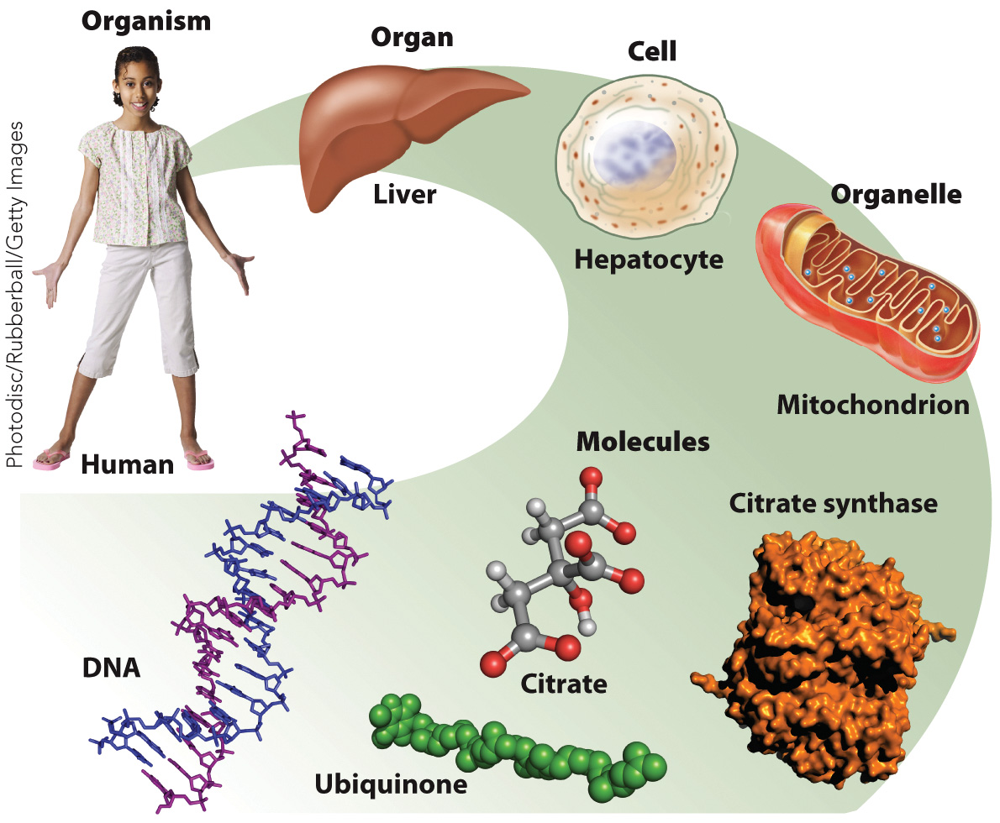 Organism
Organ
Cell
Liver
Organelle
Hepatocyte
Mitochondrion
Molecules
Human
Citrate synthase
DNA
Citrate
Ubiquinone
Photodisc/Rubberball/Getty Images